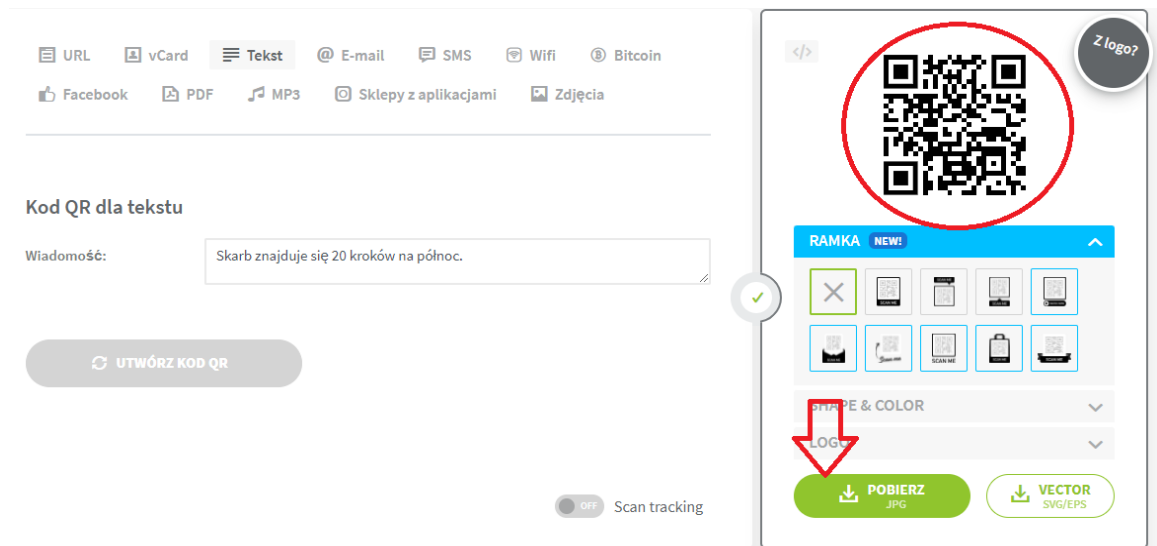 URL vCard Tekst E-mail SMS Wifi Bitcoin
Facebook PDF MP3 Sklepy z aplikacjami Zdjęcia
Kod QR dla tekstu
Wiadomość: Skarb znajduje się 20 kroków na północ.
UTWÓRZ KOD QR
OFF Scan tracking
</> Z logo?
RAMKA NEW!
SCAN ME
SHAPE & COLOR
LOGO
POBIERZ VECTOR
JPG SVG/EPS